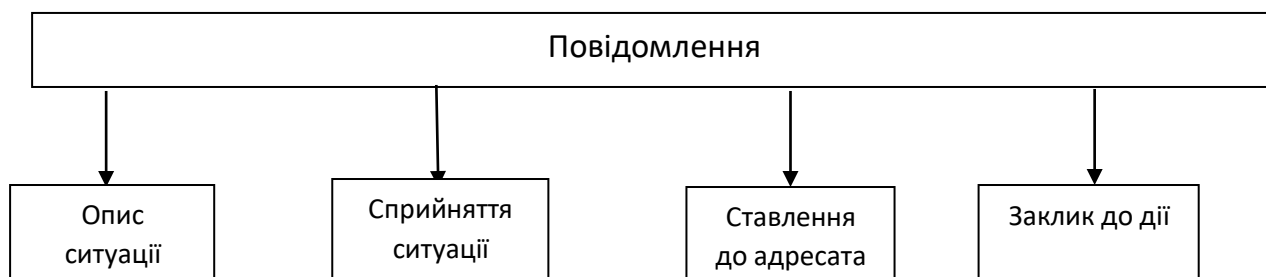 Повідомлення
Опис
ситуації
Сприйняття
ситуації
Ставлення
до адресата
Заклик до дії